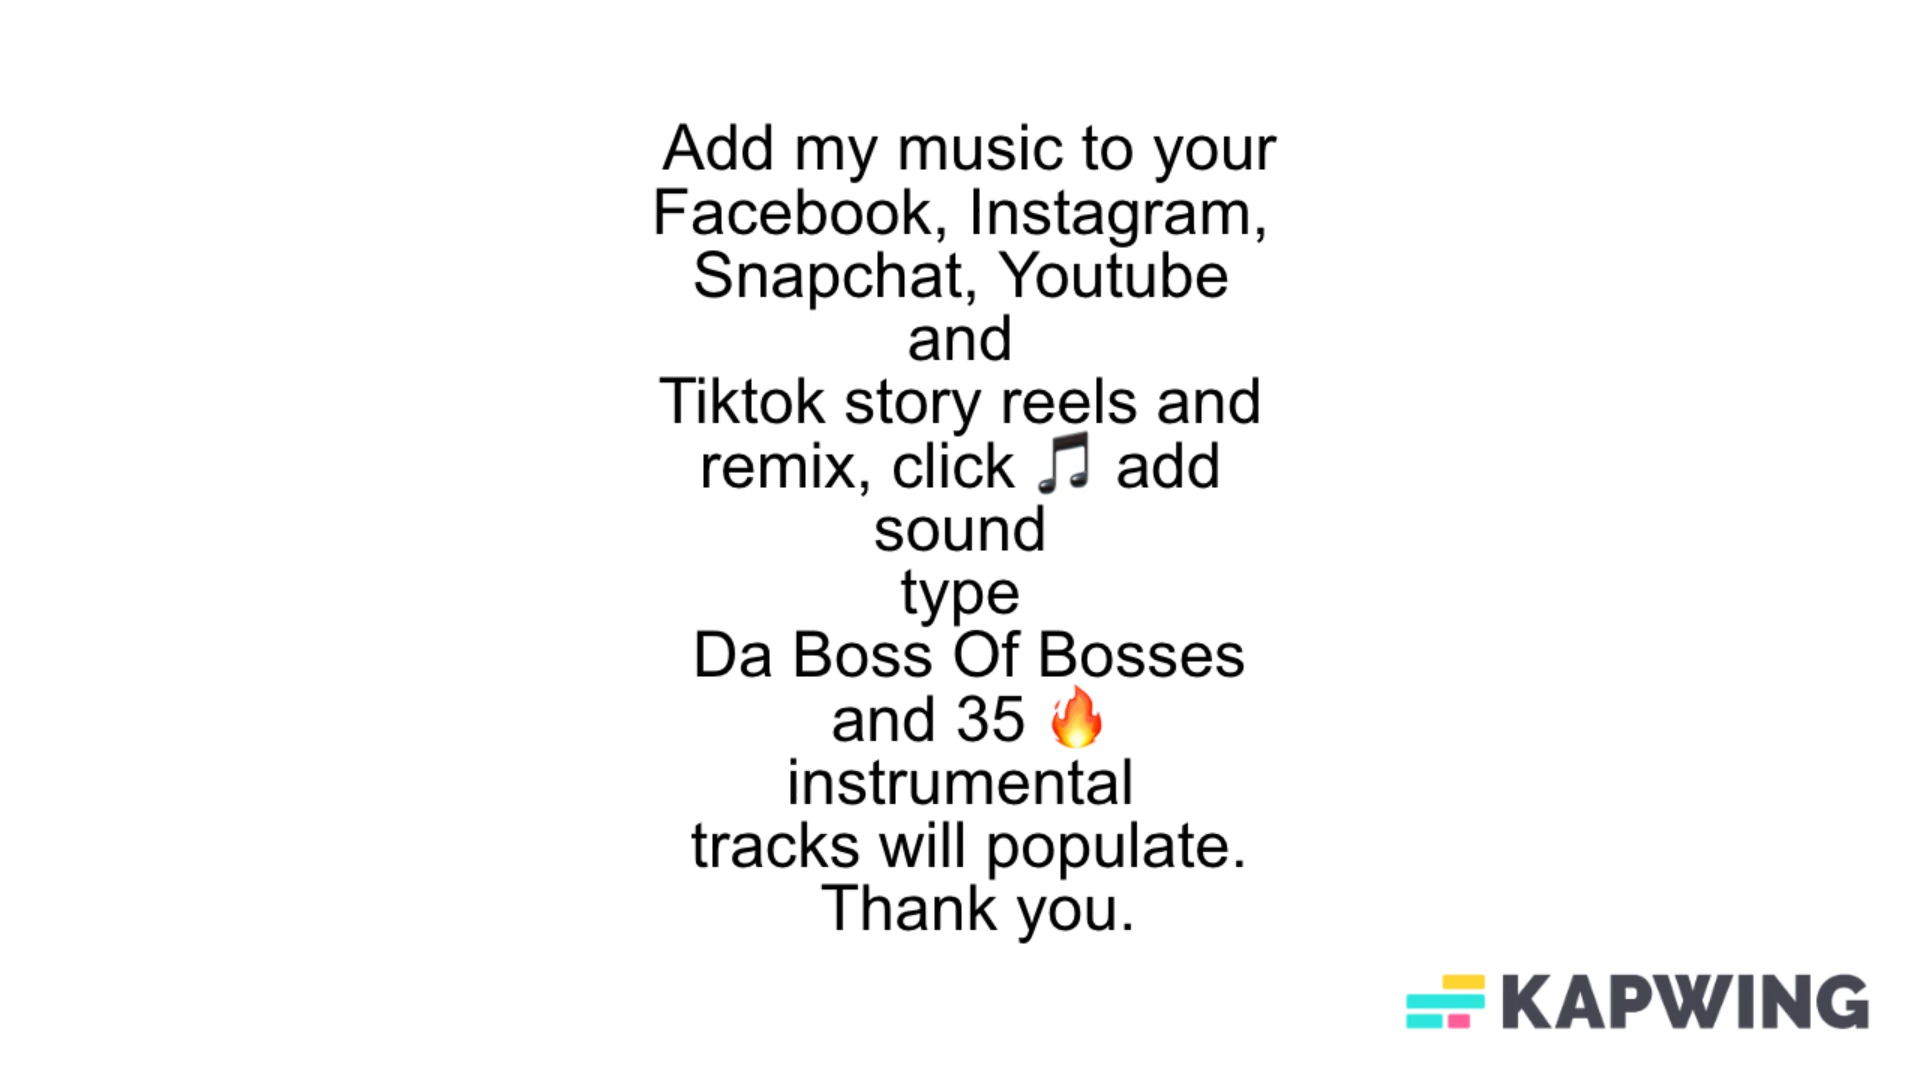 Add my music to your
Facebook, Instagram,
Snapchat, Youtube
and
Tiktok story reels and
remix, click 🎵 add
sound
type
Da Boss Of Bosses
and 35 🔥
instrumental
tracks will populate.
Thank you.
KAPWING